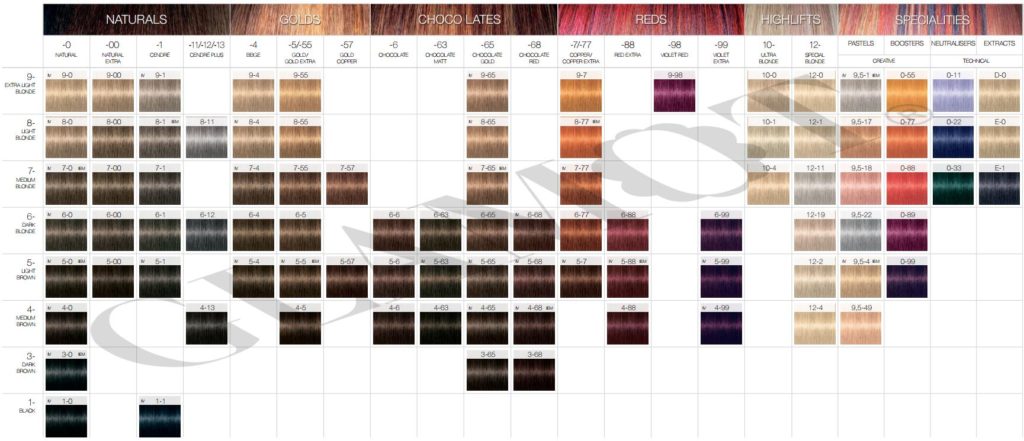 NATURALS GOLDS CHOCO LATES REDS HIGHLIFTS SPECIALITIES
-0 -00 -1 -11/-12/-13 -4 -5/-55 -57 -6 -63 -65 -68 -7/-77 -88 -98 -99 10- 12- PASTELS BOOSTERS NEUTRALISERS EXTRACTS
NATURAL NATURAL EXTRA CENDRÉ CENDRÉ PLUS BEIGE GOLD/ GOLD EXTRA GOLD COPPER CHOCOLATE CHOCOLATE MATT CHOCOLATE GOLD CHOCOLATE RED COPPER/ COPPER EXTRA RED EXTRA VIOLET RED VIOLET EXTRA ULTRA BLONDE SPECIAL BLONDE CREATIVE TECHNICAL
9- 9-0 9-00 9-1 9-4 9-55 9-65 9-7 9-98 10-0 12-0 9,5-1 0-55 0-11 D-0
EXTRA LIGHT
BLONDE
8- 8-0 8-00 8-1 8-11 8-4 8-55 8-65 8-77 10-1 12-1 9,5-17 0-77 0-22 E-0
LIGHT
BLONDE
7- 7-0 7-00 7-1 7-4 7-55 7-57 7-65 7-77 10-4 12-11 9,5-18 0-88 0-33 E-1
MEDIUM
BLONDE
6- 6-0 6-00 6-1 6-12 6-4 6-5 6-6 6-63 6-65 6-68 6-77 6-88 6-99 12-19 9,5-22 0-89
DARK
BLONDE
5- 5-0 5-00 5-1 5-4 5-5 5-57 5-6 5-63 5-65 5-68 5-7 5-88 5-99 12-2 9,5-4 0-99
LIGHT
BROWN
4- 4-0 4-13 4-5 4-6 4-63 4-65 4-68 4-88 4-99 12-4 9,5-49
MEDIUM
BROWN
3- 3-0 3-65 3-68
DARK
BROWN
1- 1-0 1-1
BLACK
GLAMOT